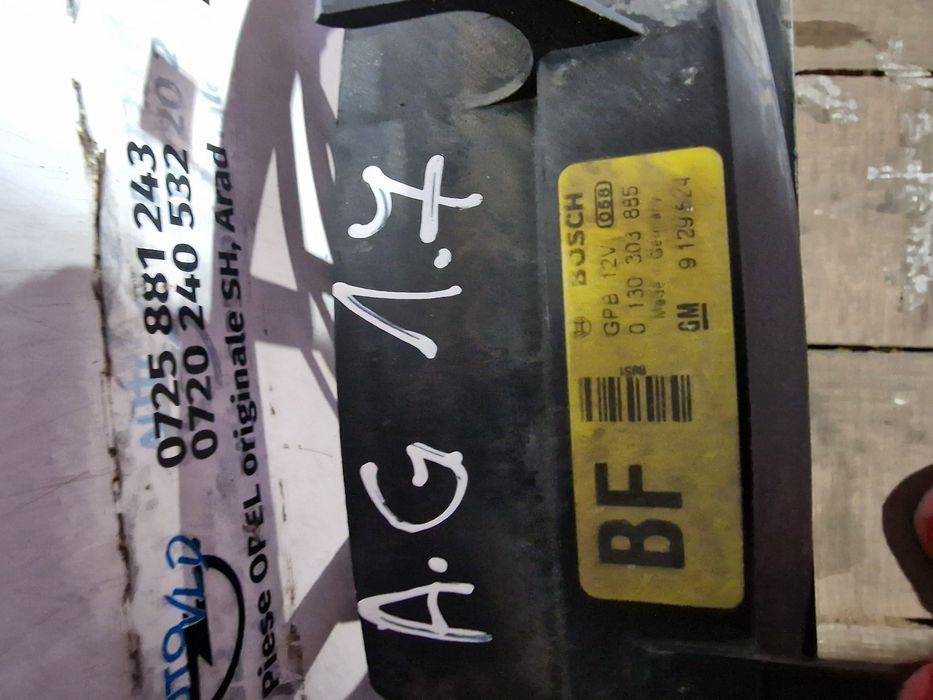 0725 881 243
0720 240 532
Piese OPEL originale SH, Arad
A.G 1.7
BF
BOSCH
GPB 12V 068
0 130 303 885
Made in Germany
GM